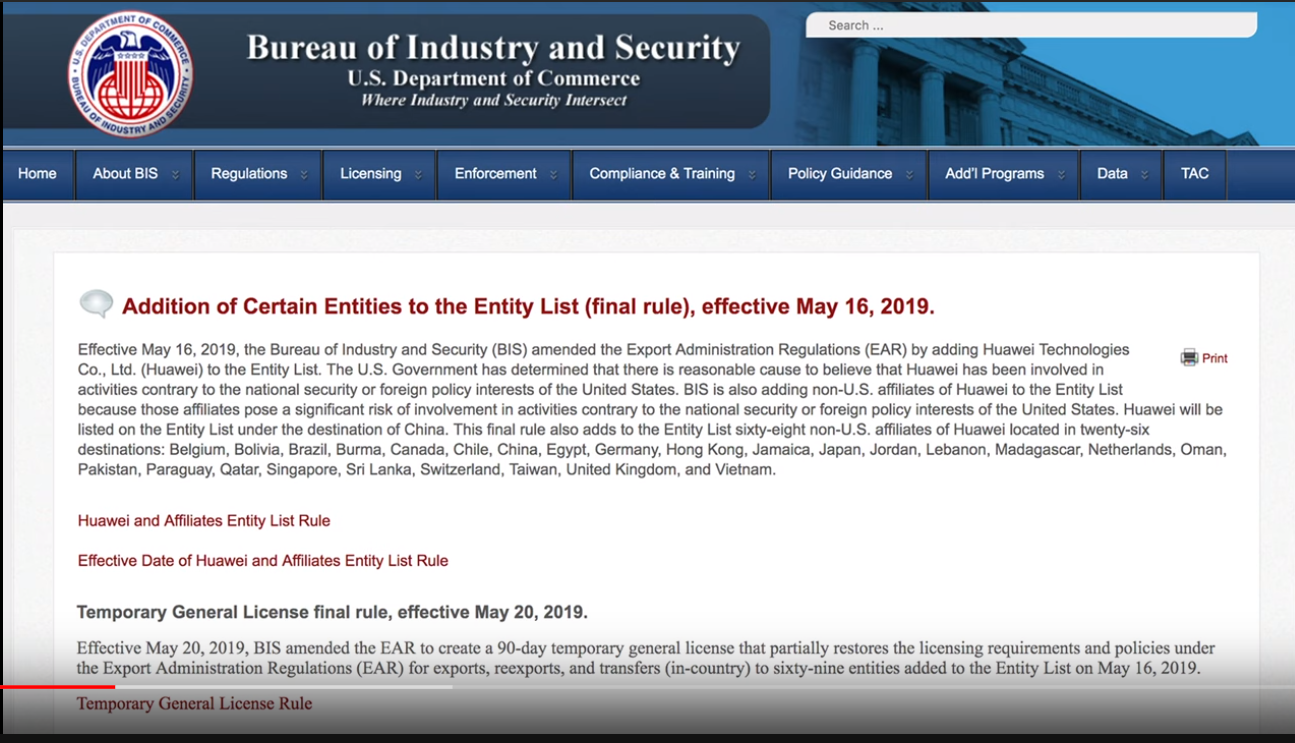 U.S. DEPARTMENT OF COMMERCE
BUREAU OF INDUSTRY AND SECURITY
Bureau of Industry and Security
U.S. Department of Commerce
Where Industry and Security Intersect
Search ...
Home About BIS Regulations Licensing Enforcement Compliance & Training Policy Guidance Add'l Programs Data TAC
Addition of Certain Entities to the Entity List (final rule), effective May 16, 2019.
Effective May 16, 2019, the Bureau of Industry and Security (BIS) amended the Export Administration Regulations (EAR) by adding Huawei Technologies
Print
Co., Ltd. (Huawei) to the Entity List. The U.S. Government has determined that there is reasonable cause to believe that Huawei has been involved in
activities contrary to the national security or foreign policy interests of the United States. BIS is also adding non-U.S. affiliates of Huawei to the Entity List
because those affiliates pose a significant risk of involvement in activities contrary to the national security or foreign policy interests of the United States. Huawei will be
listed on the Entity List under the destination of China. This final rule also adds to the Entity List sixty-eight non-U.S. affiliates of Huawei located in twenty-six
destinations: Belgium, Bolivia, Brazil, Burma, Canada, Chile, China, Egypt, Germany, Hong Kong, Jamaica, Japan, Jordan, Lebanon, Madagascar, Netherlands, Oman,
Pakistan, Paraguay, Qatar, Singapore, Sri Lanka, Switzerland, Taiwan, United Kingdom, and Vietnam.
Huawei and Affiliates Entity List Rule
Effective Date of Huawei and Affiliates Entity List Rule
Temporary General License final rule, effective May 20, 2019.
Effective May 20, 2019, BIS amended the EAR to create a 90-day temporary general license that partially restores the licensing requirements and policies under
the Export Administration Regulations (EAR) for exports, reexports, and transfers (in-country) to sixty-nine entities added to the Entity List on May 16, 2019.
Temporary General License Rule